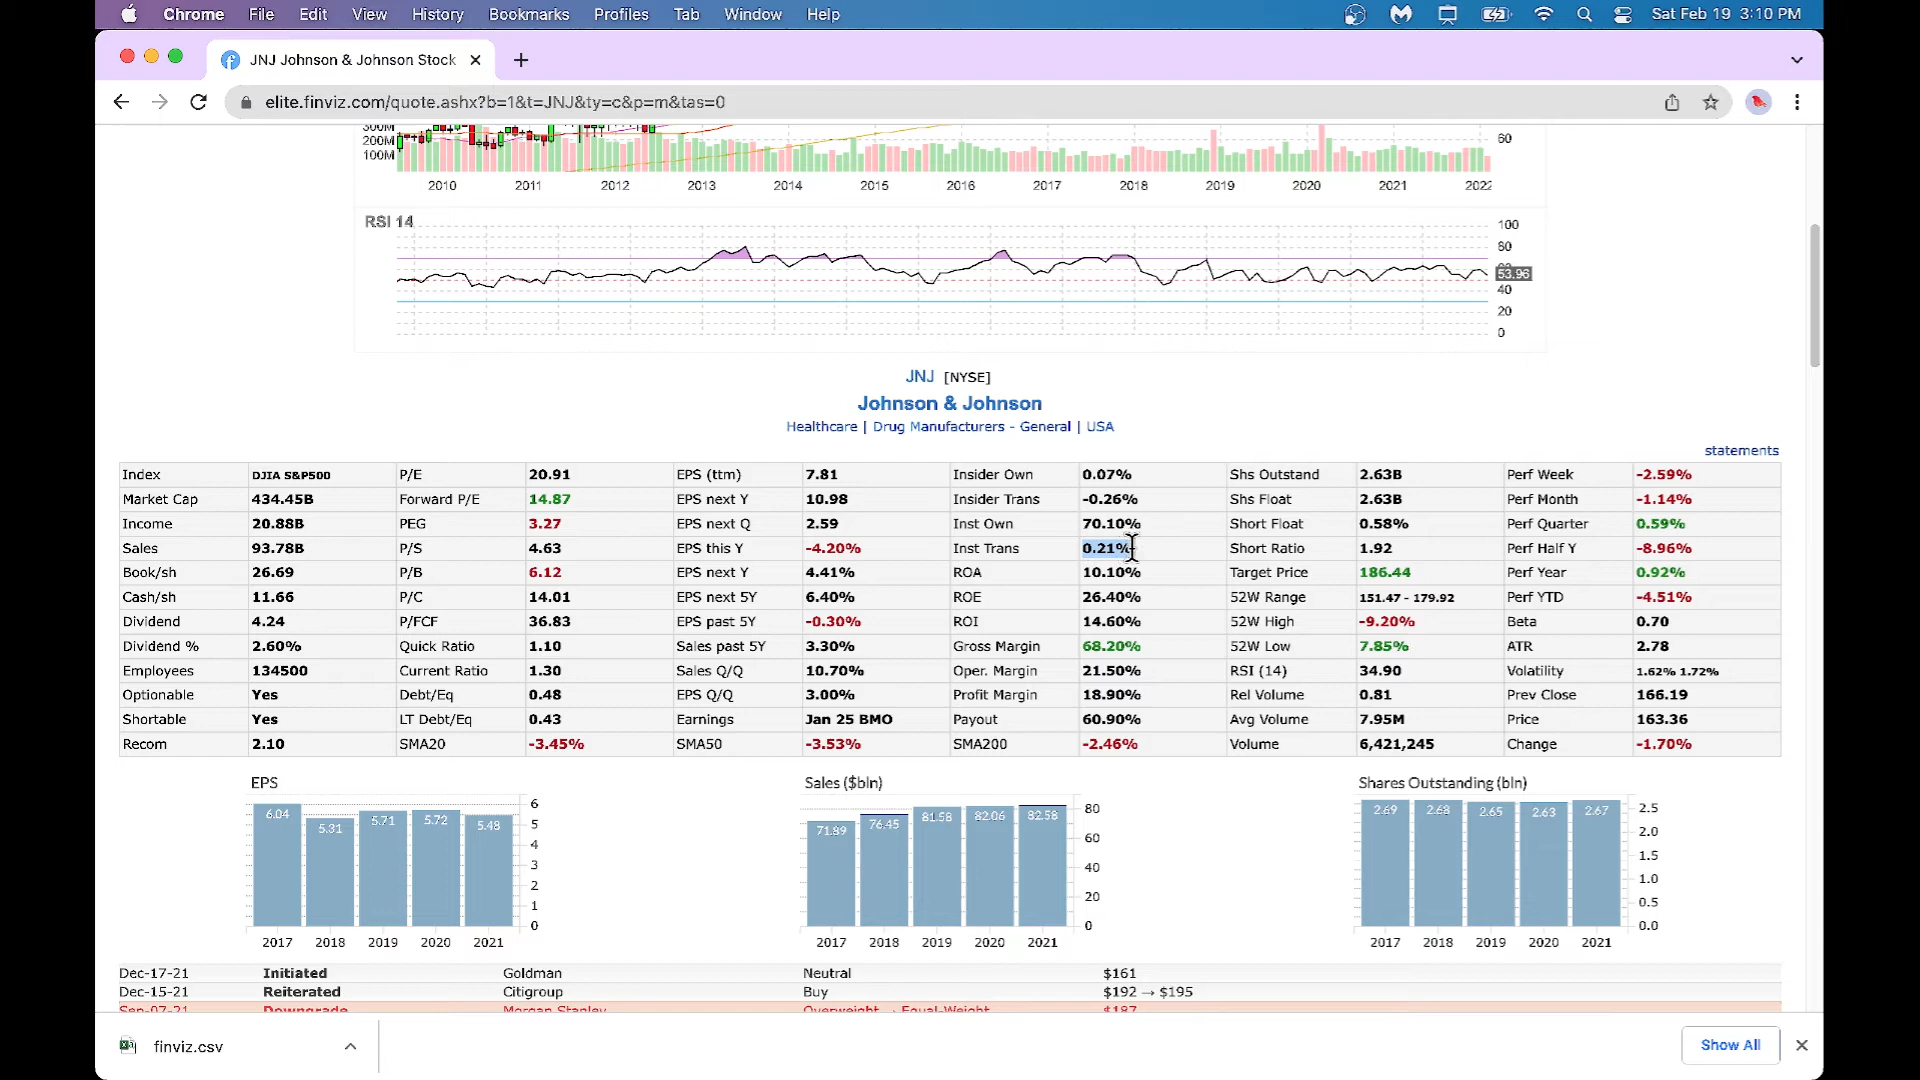 Chrome File Edit View History Bookmarks Profiles Tab Window Help Sat Feb 19 3:10 PM
JNJ Johnson & Johnson Stock
elite.finviz.com/quote.ashx?b=1&t=JNJ&ty=c&p=m&tas=0
300M
200M
100M
60
2010 2011 2012 2013 2014 2015 2016 2017 2018 2019 2020 2021 2022
RSI 14
100
80
53.96
40
20
0
JNJ [NYSE]
Johnson & Johnson
Healthcare | Drug Manufacturers - General | USA
statements
Index DJIA S&P500 P/E 20.91 EPS (ttm) 7.81 Insider Own 0.07% Shs Outstand 2.63B Perf Week -2.59%
Market Cap 434.45B Forward P/E 14.87 EPS next Y 10.98 Insider Trans -0.26% Shs Float 2.63B Perf Month -1.14%
Income 20.88B PEG 3.27 EPS next Q 2.59 Inst Own 70.10% Short Float 0.58% Perf Quarter 0.59%
Sales 93.78B P/S 4.63 EPS this Y -4.20% Inst Trans 0.21% Short Ratio 1.92 Perf Half Y -8.96%
Book/sh 26.69 P/B 6.12 EPS next Y 4.41% ROA 10.10% Target Price 186.44 Perf Year 0.92%
Cash/sh 11.66 P/C 14.01 EPS next 5Y 6.40% ROE 26.40% 52W Range 151.47 - 179.92 Perf YTD -4.51%
Dividend 4.24 P/FCF 36.83 EPS past 5Y -0.30% ROI 14.60% 52W High -9.20% Beta 0.70
Dividend % 2.60% Quick Ratio 1.10 Sales past 5Y 3.30% Gross Margin 68.20% 52W Low 7.85% ATR 2.78
Employees 134500 Current Ratio 1.30 Sales Q/Q 10.70% Oper. Margin 21.50% RSI (14) 34.90 Volatility 1.62% 1.72%
Optionable Yes Debt/Eq 0.48 EPS Q/Q 3.00% Profit Margin 18.90% Rel Volume 0.81 Prev Close 166.19
Shortable Yes LT Debt/Eq 0.43 Earnings Jan 25 BMO Payout 60.90% Avg Volume 7.95M Price 163.36
Recom 2.10 SMA20 -3.45% SMA50 -3.53% SMA200 -2.46% Volume 6,421,245 Change -1.70%
EPS
6.04 5.31 5.71 5.72 5.48
6
5
4
3
2
1
0
2017 2018 2019 2020 2021
Sales ($bln)
71.89 76.45 81.58 82.06 82.58
80
60
40
20
0
2017 2018 2019 2020 2021
Shares Outstanding (bln)
2.69 2.68 2.65 2.63 2.67
2.5
2.0
1.5
1.0
0.5
0.0
2017 2018 2019 2020 2021
Dec-17-21 Initiated Goldman Neutral $161
Dec-15-21 Reiterated Citigroup Buy $192 → $195
Sep-07-21 Downgrade Morgan Stanley Overweight → Equal-Weight $187
finviz.csv
Show All